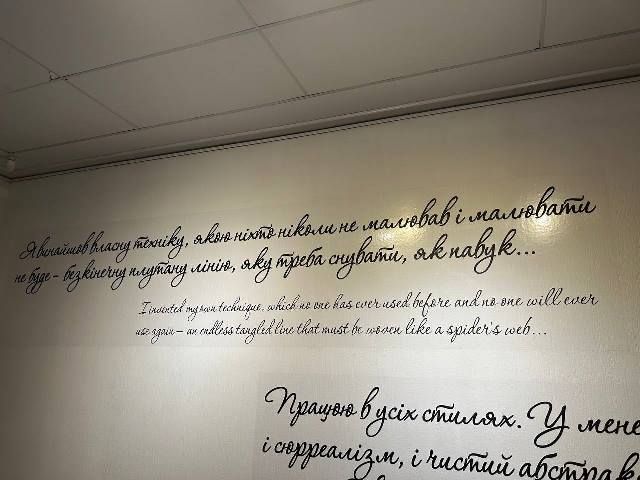 Я винайшов власну техніку, якою ніхто ніколи не малював і малювати
не буде – безкінечну плутану лінію, яку треба снувати, як павук...
I invented my own technique, which no one has ever used before and no one will ever
use again – an endless tangled line that must be woven like a spider's web...
Працюю в усіх стилях. У мене
і сюрреалізм, і чистий абстрак